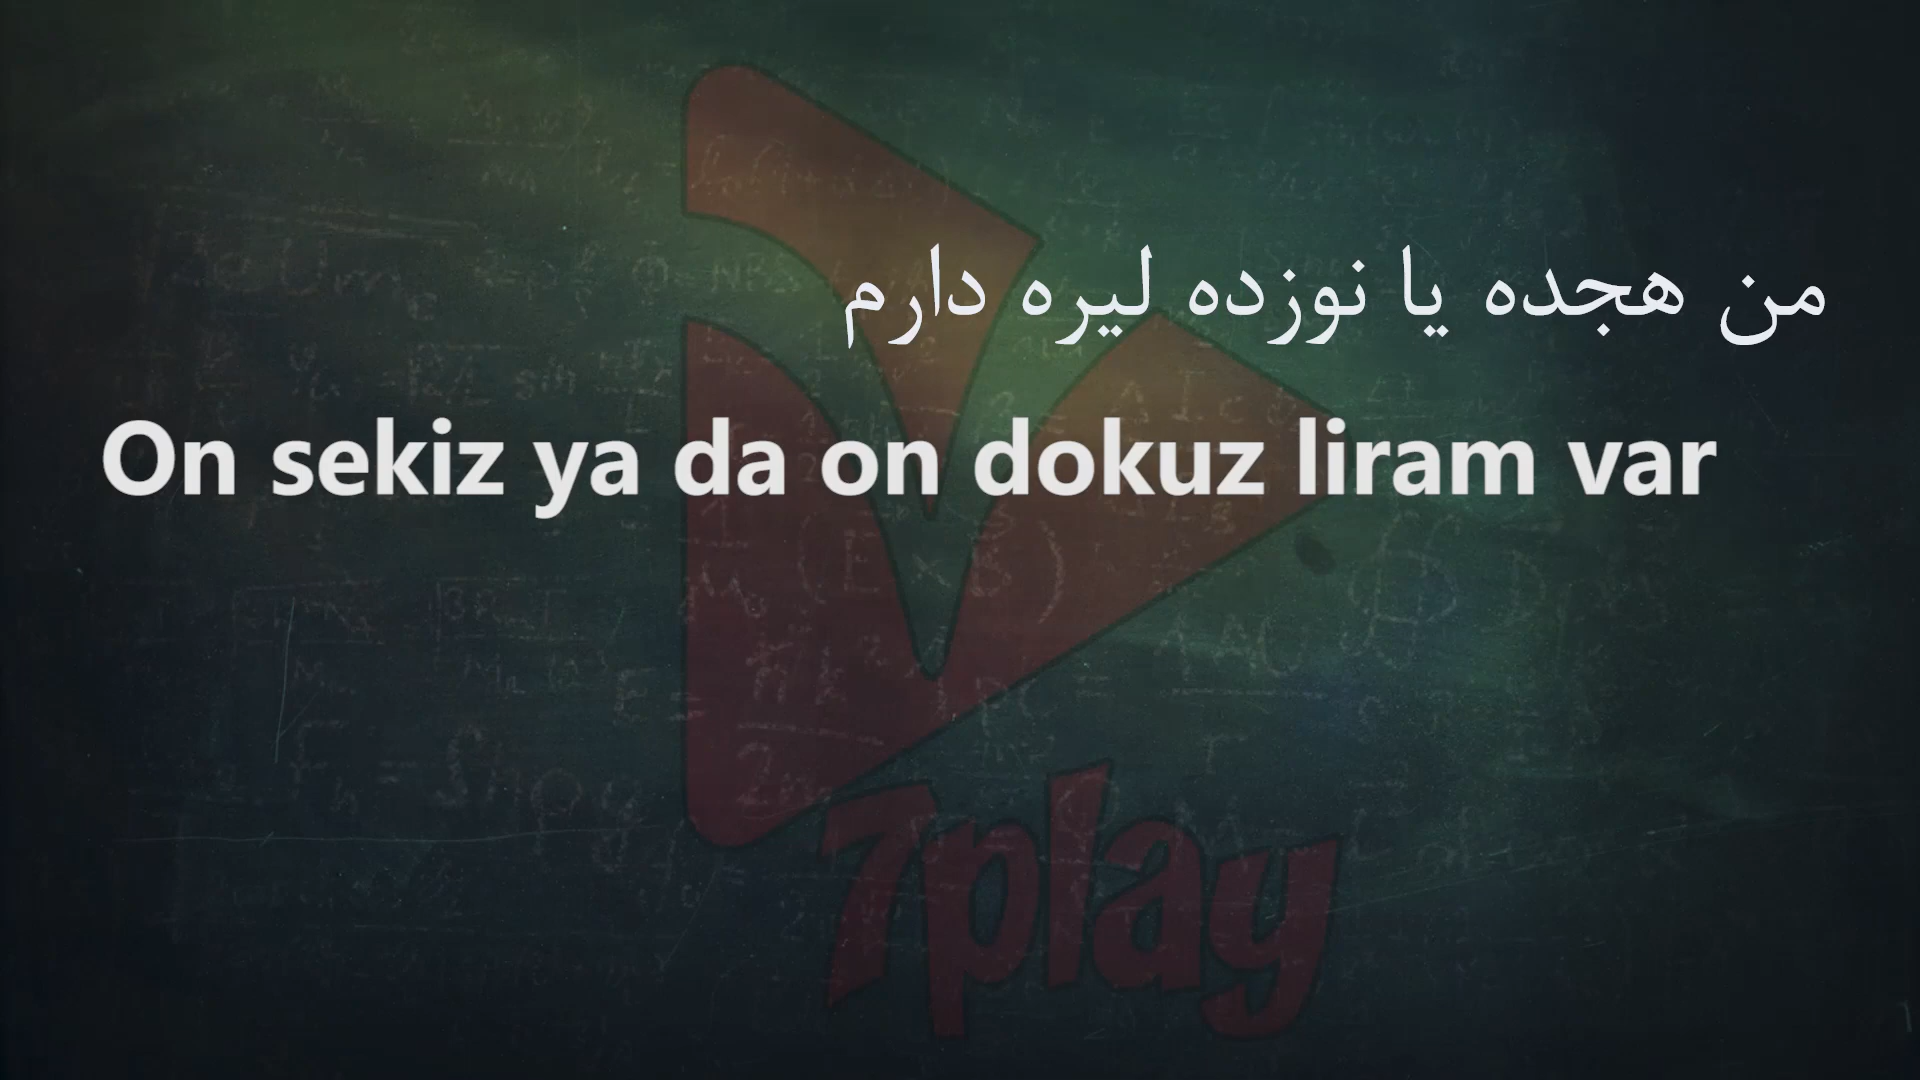 من هجده یا نوزده لیره دارم
On sekiz ya da on dokuz liram var
7play